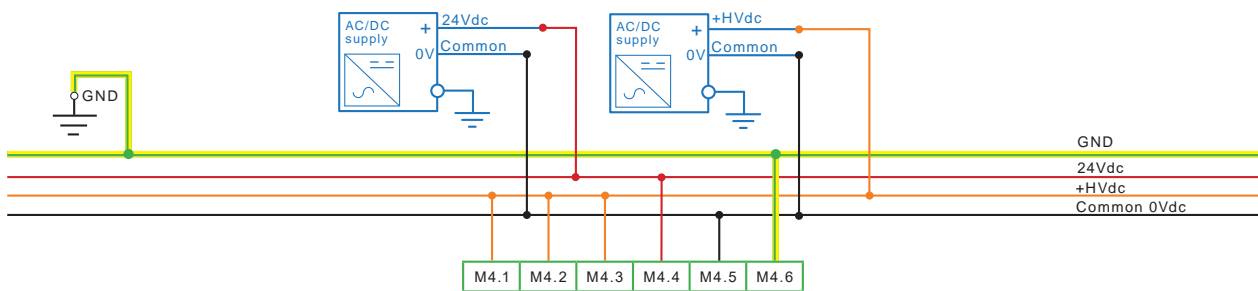 AC/DC
supply
+
24Vdc
0V
Common
AC/DC
supply
+
+HVdc
0V
Common
GND
GND
24Vdc
+HVdc
Common 0Vdc
M4.1 M4.2 M4.3 M4.4 M4.5 M4.6